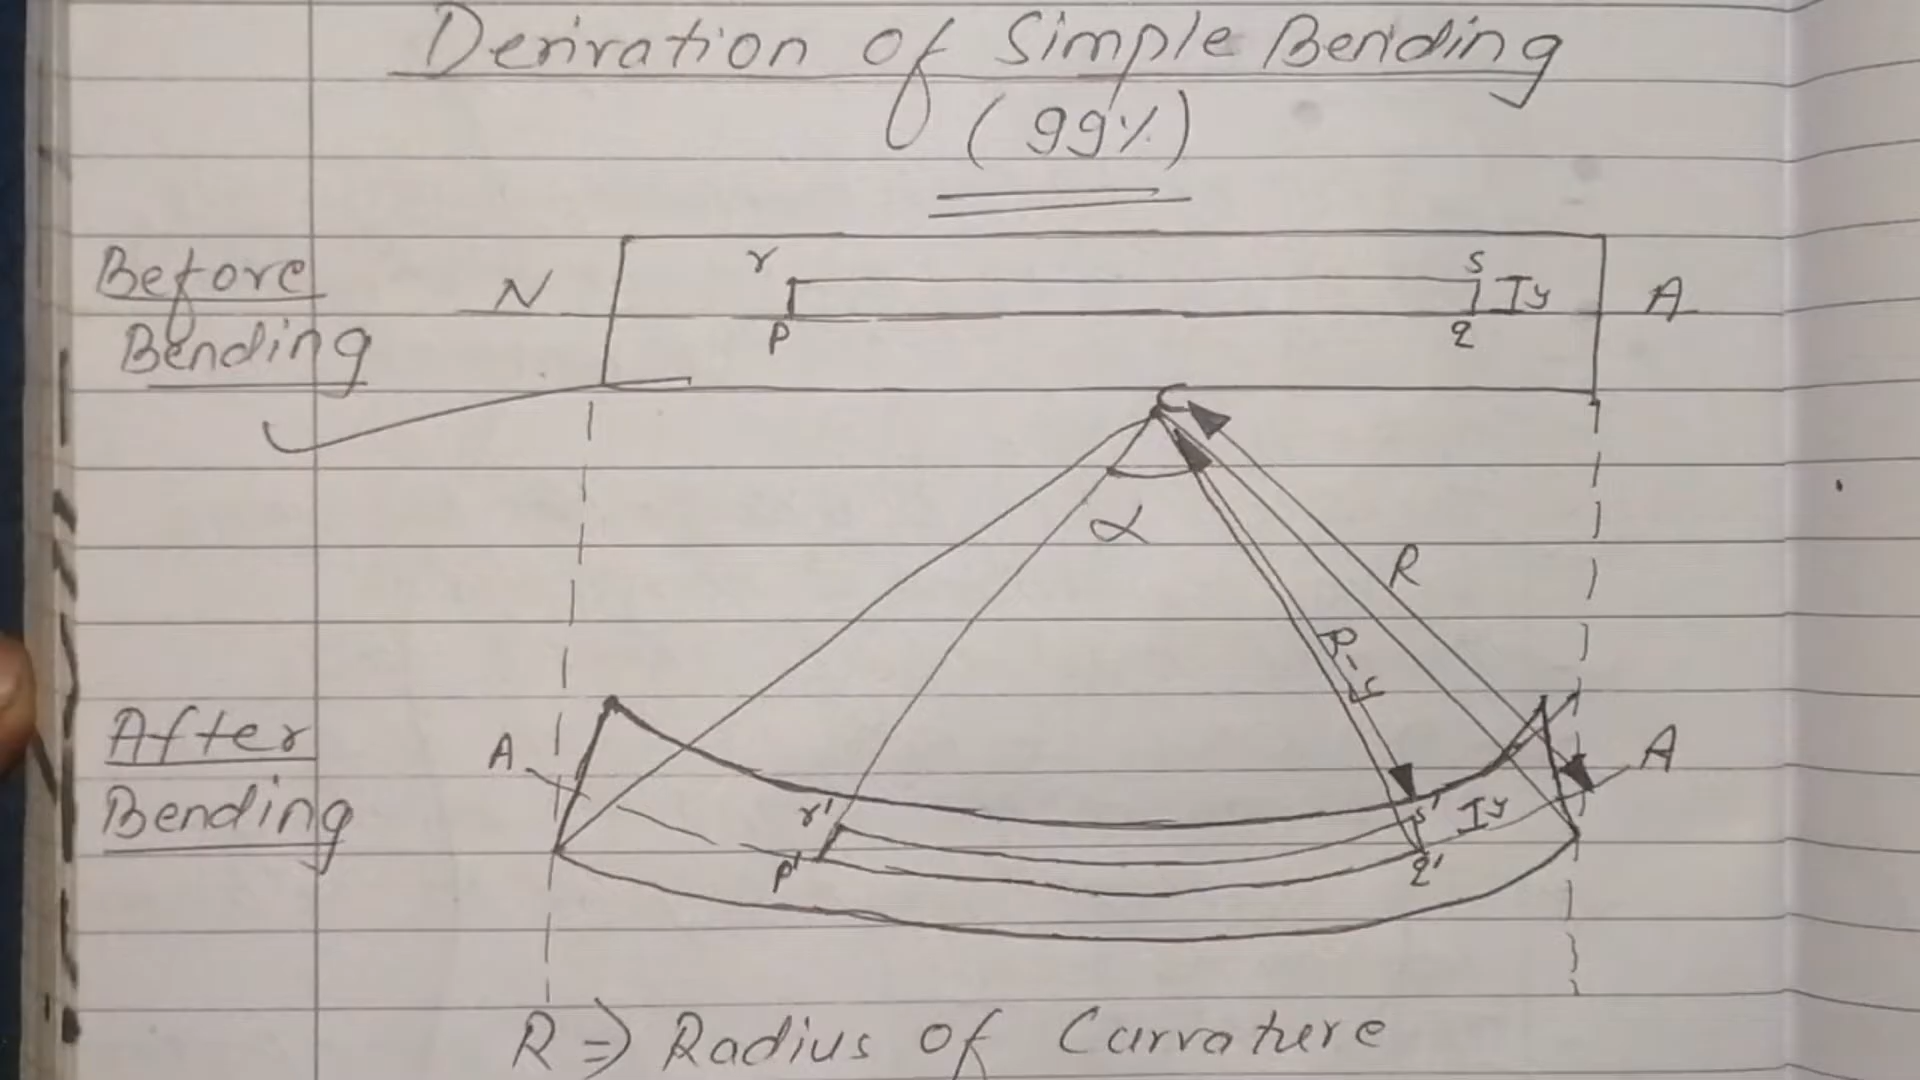 Derivation of Simple Bending
(99%)
Before
Bending
N
r
s
Iy
A
P
q
C
α
R
R-y
After
Bending
A
A
r'
s'
Iy
p'
q'
R => Radius of Curvature